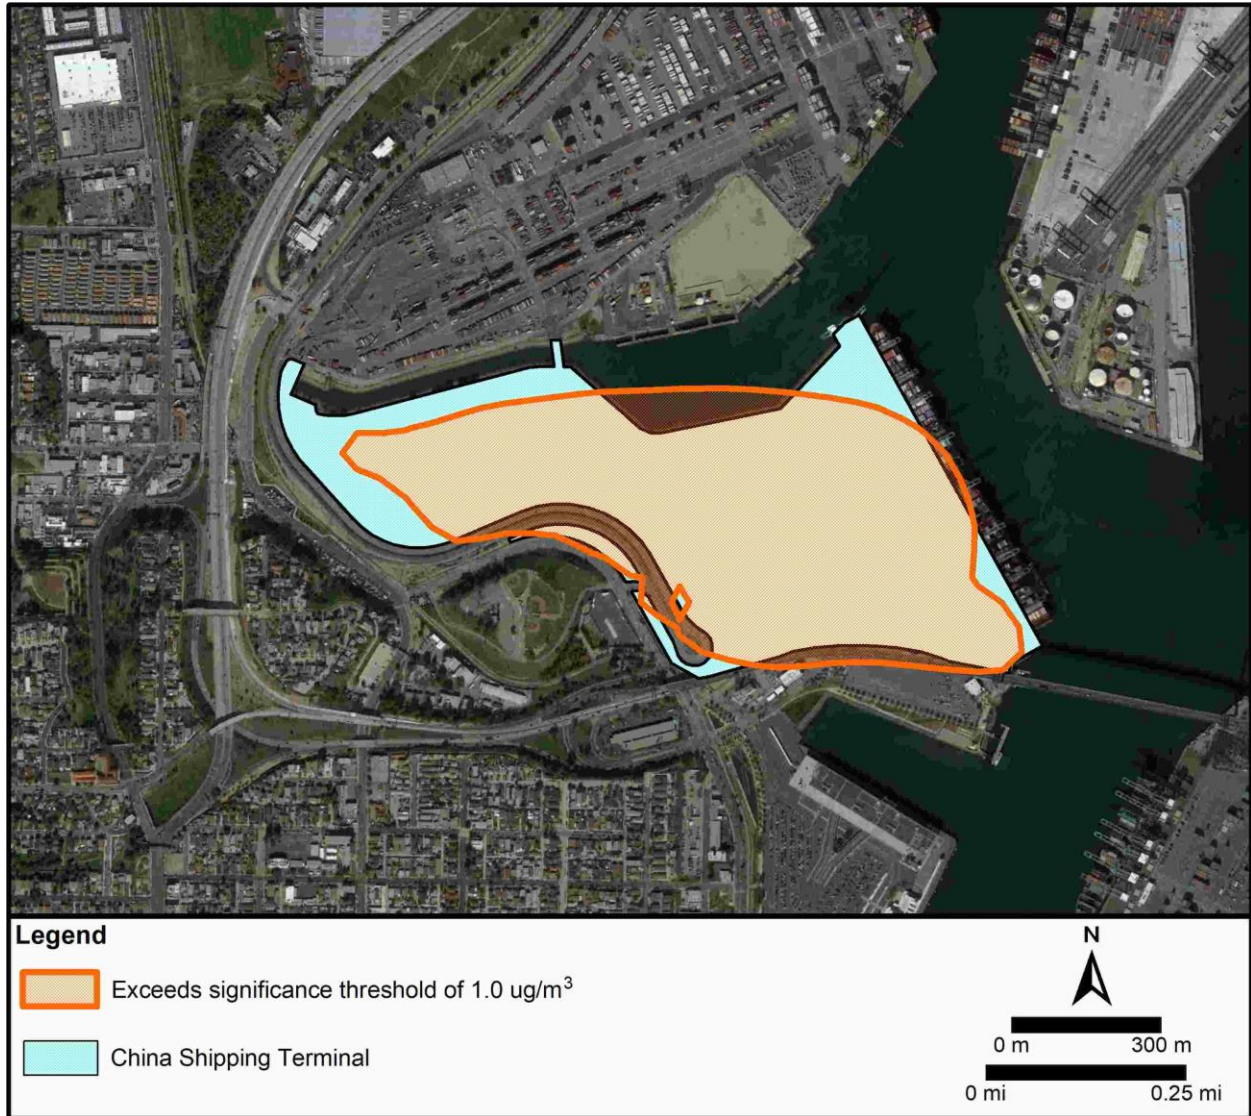 Legend
Exceeds significance threshold of 1.0 ug/m³
China Shipping Terminal
N
0 m 300 m
0 mi 0.25 mi